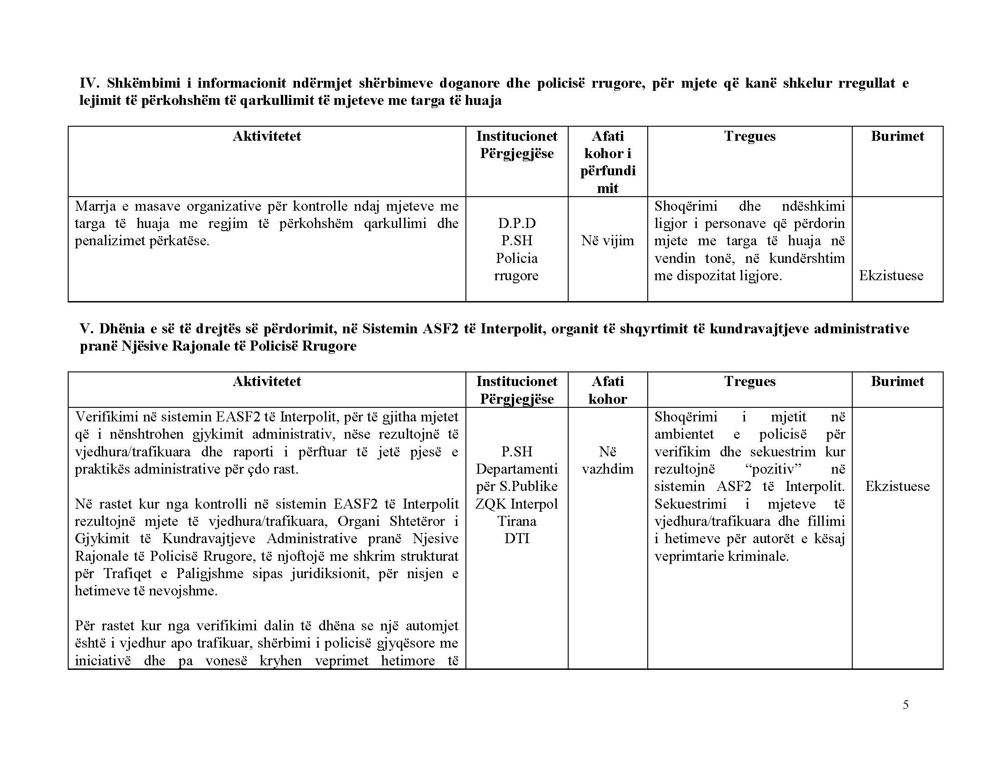 IV. Shkëmbimi i informacionit ndërmjet shërbimeve doganore dhe policisë rrugore, për mjete që kanë shkelur rregullat e
lejimit të përkohshëm të qarkullimit të mjeteve me targa të huaja
Aktivitetet
Institucionet
Përgjegjëse
Afati
kohor i
përfundi
mit
Tregues
Burimet
Marrja e masave organizative për kontrolle ndaj mjeteve me
targa të huaja me regjim të përkohshëm qarkullimi dhe
penalizimet përkatëse.
D.P.D
P.SH
Policia
rrugore
Në vijim
Shoqërimi dhe ndëshkimi
ligjor i personave që përdorin
mjete me targa të huaja në
vendin tonë, në kundërshtim
me dispozitat ligjore.
Ekzistuese
V. Dhënia e së të drejtës së përdorimit, në Sistemin ASF2 të Interpolit, organit të shqyrtimit të kundravajtjeve administrative
pranë Njësive Rajonale të Policisë Rrugore
Aktivitetet
Institucionet
Përgjegjëse
Afati
kohor
Tregues
Burimet
Verifikimi në sistemin EASF2 të Interpolit, për të gjitha mjetet
që i nënshtrohen gjykimit administrativ, nëse rezultojnë të
vjedhura/trafikuara dhe raporti i përftuar të jetë pjesë e
praktikës administrative për çdo rast.
Në rastet kur nga kontrolli në sistemin EASF2 të Interpolit
rezultojnë mjete të vjedhura/trafikuara, Organi Shtetëror i
Gjykimit të Kundravajtjeve Administrative pranë Njesive
Rajonale të Policisë Rrugore, të njoftojë me shkrim strukturat
për Trafiqet e Paligjshme sipas juridiksionit, për nisjen e
hetimeve të nevojshme.
Për rastet kur nga verifikimi dalin të dhëna se një automjet
është i vjedhur apo trafikuar, shërbimi i policisë gjyqësore me
iniciativë dhe pa vonesë kryhen veprimet hetimore të
P.SH
Departamenti
për S.Publike
ZQK Interpol
Tirana
DTI
Në
vazhdim
Shoqërimi i mjetit në
ambientet e policisë për
verifikim dhe sekuestrim kur
rezultojnë “pozitiv” në
sistemin ASF2 të Interpolit.
Sekuestrimi i mjeteve të
vjedhura/trafikuara dhe fillimi
i hetimeve për autorët e kësaj
veprimtarie kriminale.
Ekzistuese
5